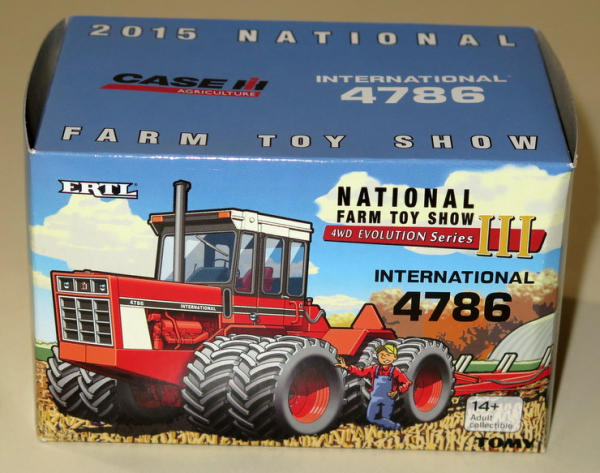 2015 NATIONAL
CASE IH
AGRICULTURE
INTERNATIONAL®
4786
FARM TOY SHOW
ERTL
NATIONAL
FARM TOY SHOW
4WD EVOLUTION Series III
INTERNATIONAL®
4786
4786 INTERNATIONAL
14+
Adult
collectible
TOMY